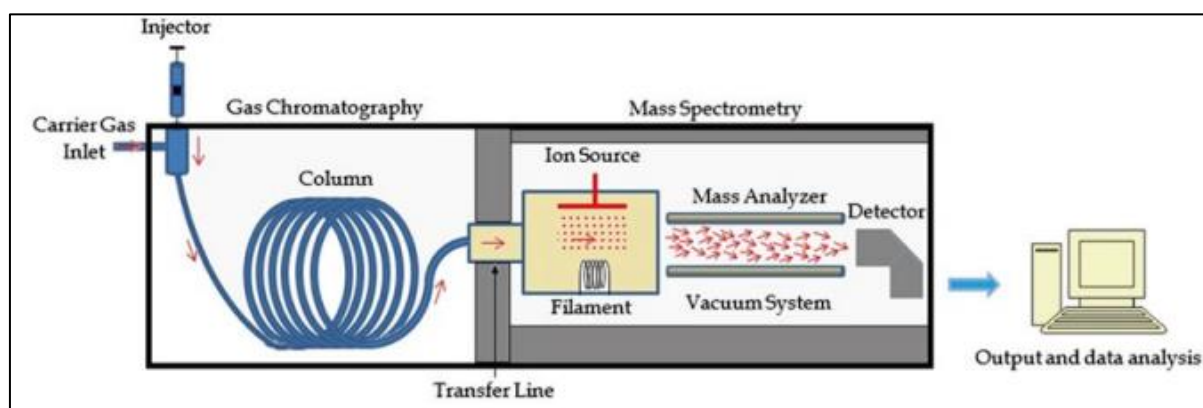 Injector
Gas Chromatography
Mass Spectrometry
Carrier Gas
Inlet
Ion Source
Column
Mass Analyzer
Detector
Filament
Vacuum System
Transfer Line
Output and data analysis